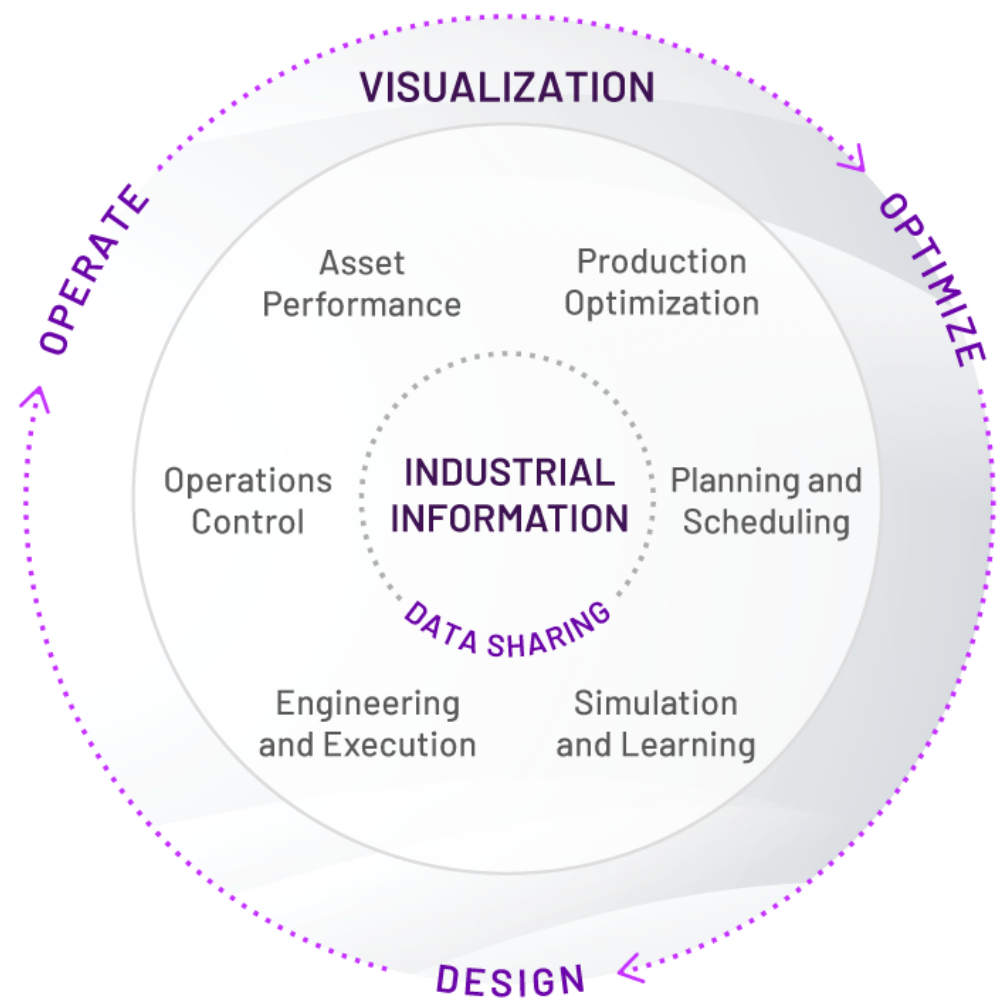 VISUALIZATION
OPERATE
OPTIMIZE
Asset
Performance
Production
Optimization
Operations
Control
INDUSTRIAL
INFORMATION
Planning and
Scheduling
DATA SHARING
Engineering
and Execution
Simulation
and Learning
DESIGN